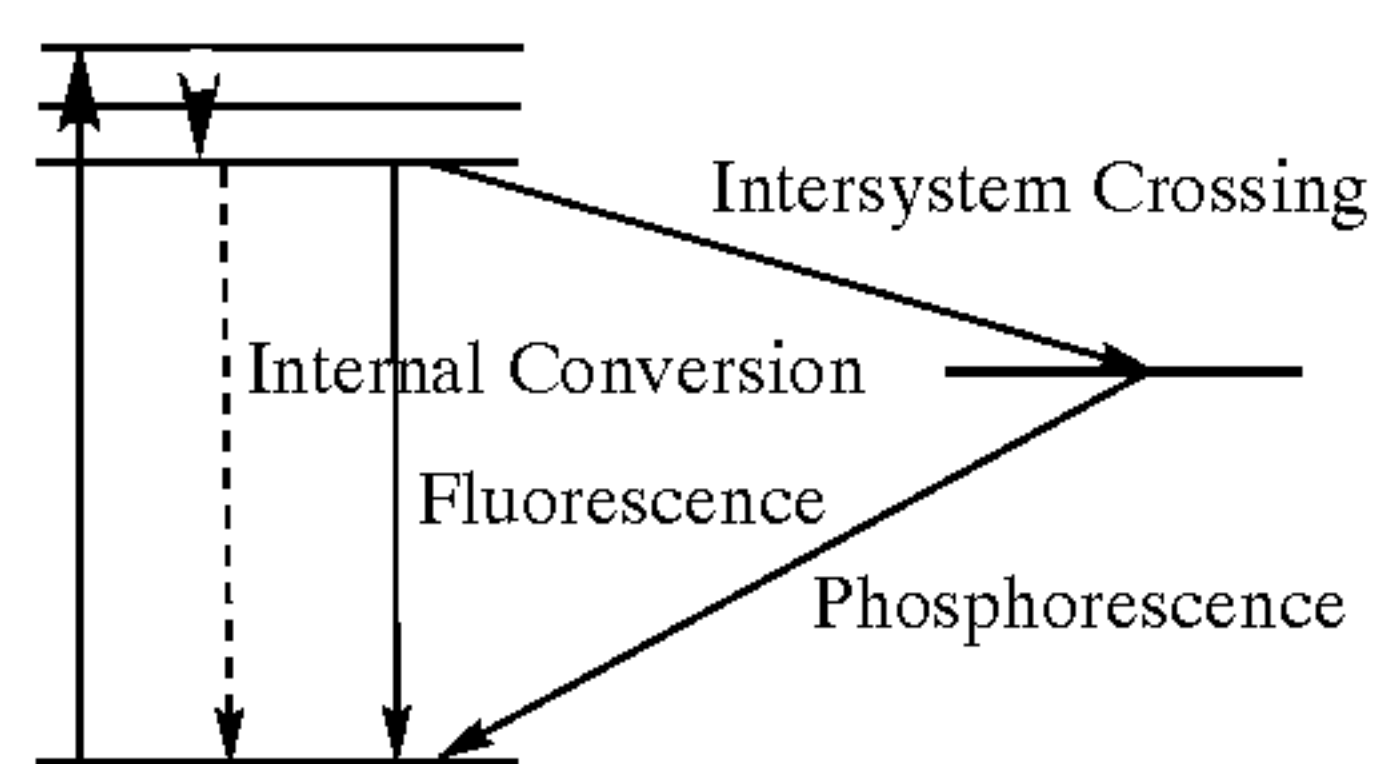 Intersystem Crossing
Internal Conversion
Fluorescence
Phosphorescence